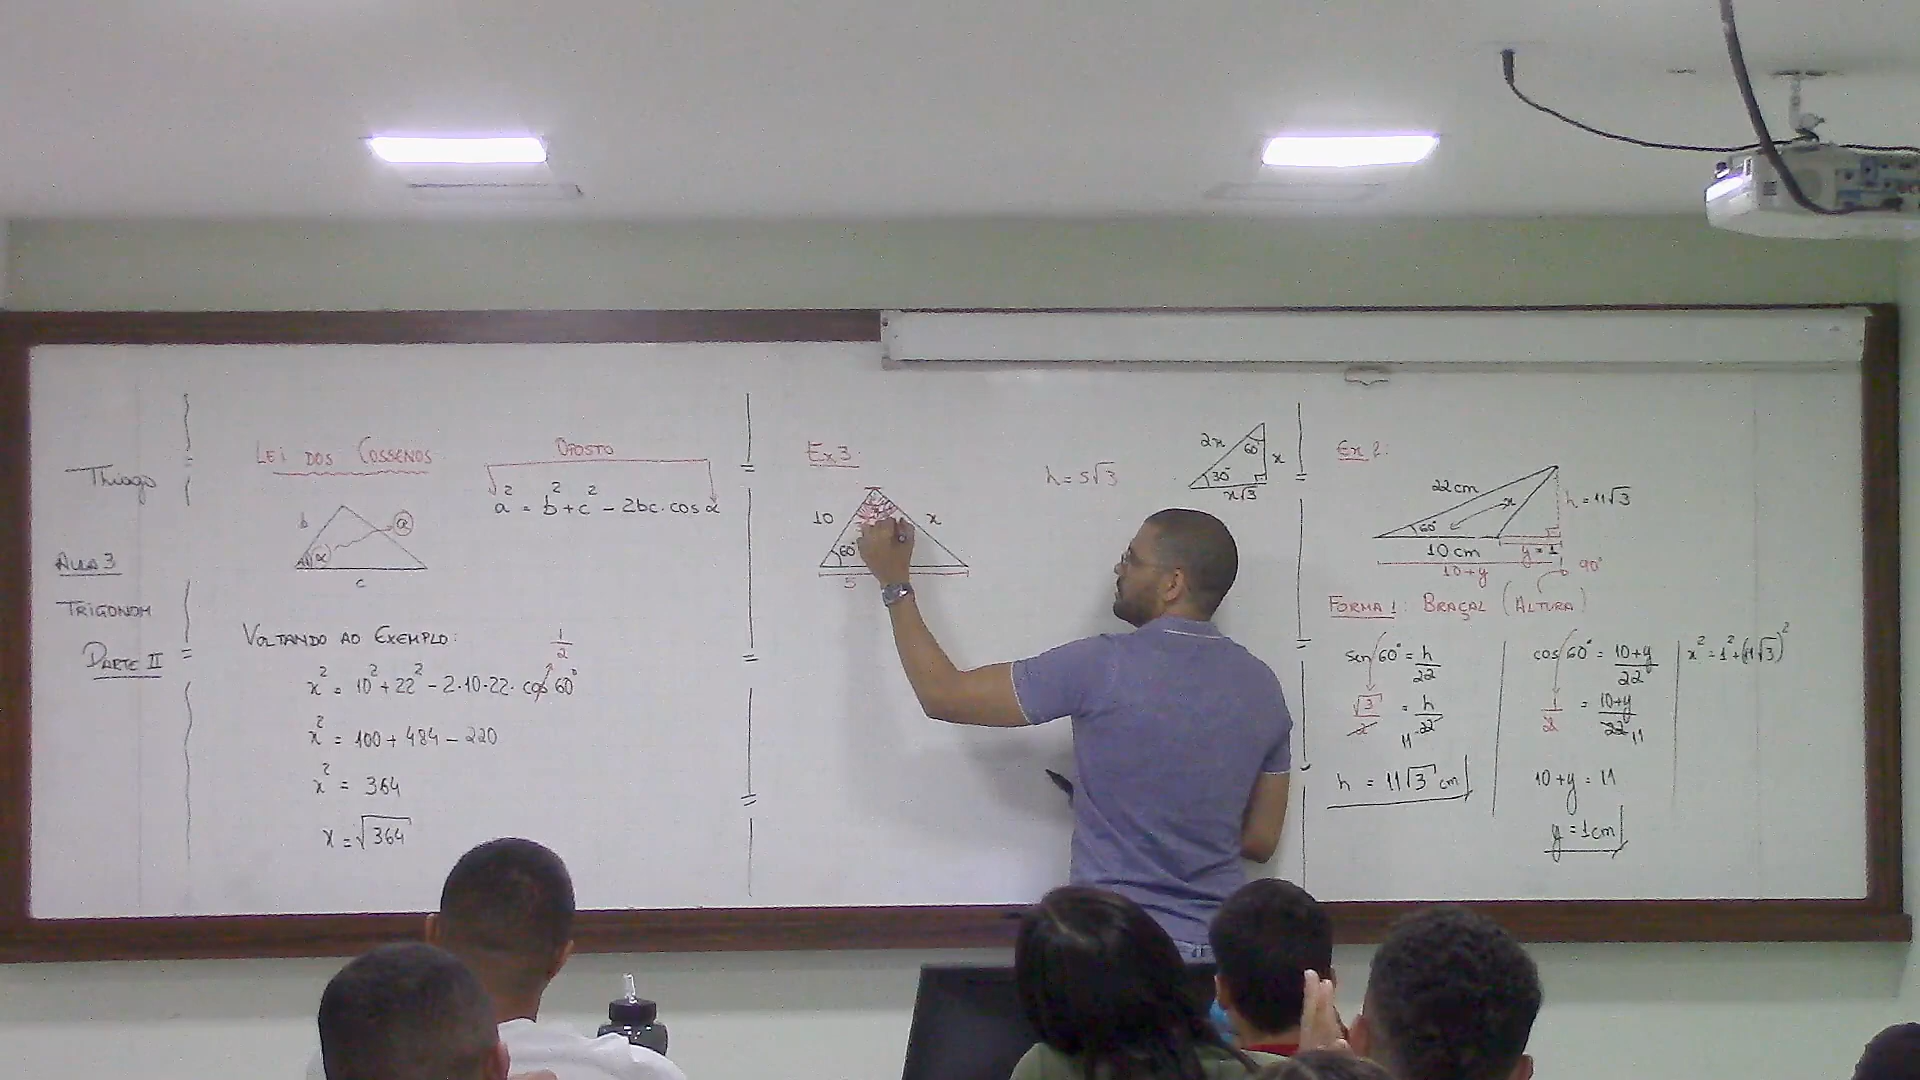 Thiago
AULA 3
TRIGONOM
PARTE II
LEI DOS COSSENOS
OPOSTO
a² = b² + c² - 2bc·cos α
b
a
α
c
VOLTANDO AO EXEMPLO:
1/2
x² = 10² + 22² - 2·10·22·cos 60°
x² = 100 + 484 - 220
x² = 364
x = √364
Ex 3:
10
x
60°
5
h = 5√3
2x
60°
x
30°
x√3
Ex 2:
22 cm
x
h = 11√3
60°
10 cm
y = 1
10+y
90°
FORMA 1: BRAÇAL (ALTURA)
sen 60° = h/22
√3/2 = h/22
11
h = 11√3 cm
cos 60° = 10+y/22
1/2 = 10+y/22
11
10 + y = 11
y = 1cm
x² = 1² + (11√3)²